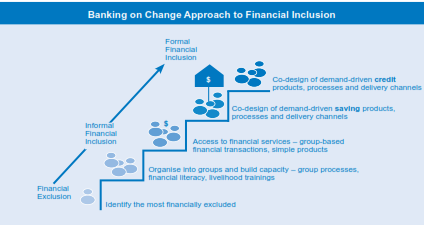 Banking on Change Approach to Financial Inclusion
Formal
Financial
Inclusion
$
Co-design of demand-driven credit
products, processes and delivery channels
Co-design of demand-driven saving products,
processes and delivery channels
Informal
Financial
Inclusion
$
Access to financial services – group-based
financial transactions, simple products
Organise into groups and build capacity – group processes,
financial literacy, livelihood trainings
Financial
Exclusion
Identify the most financially excluded